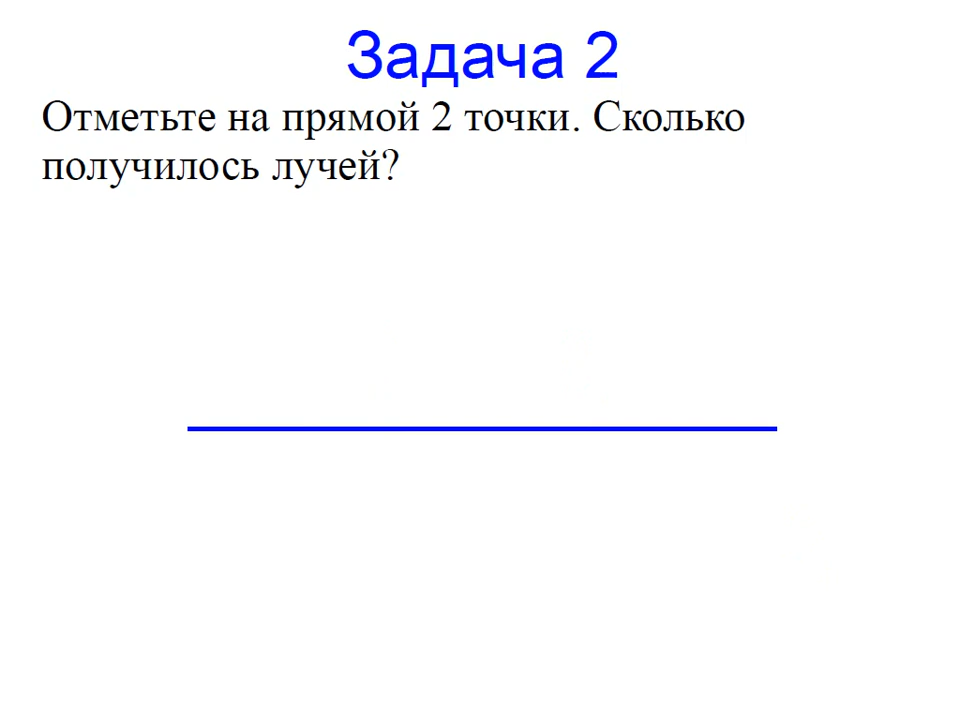 Задача 2
Отметьте на прямой 2 точки. Сколько
получилось лучей?